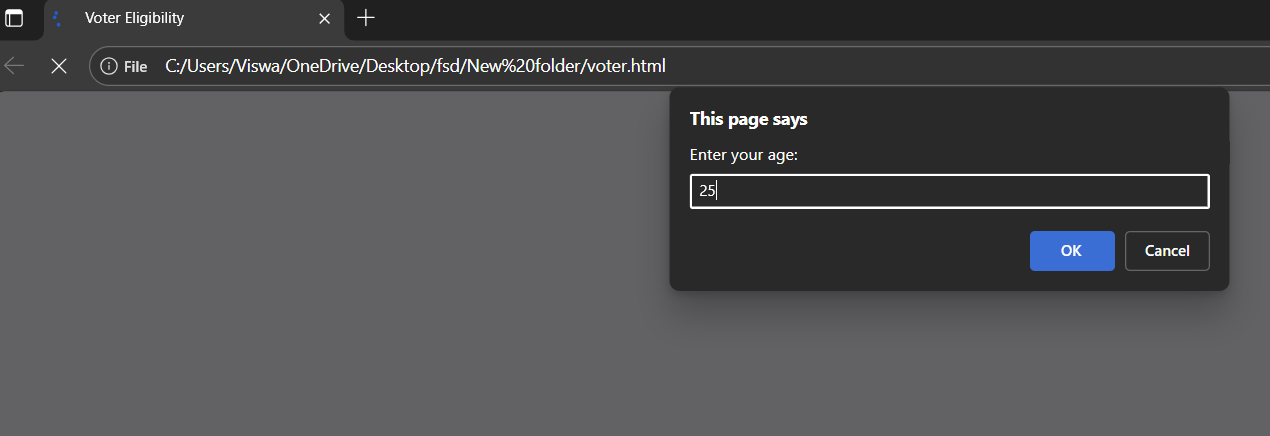 Voter Eligibility
File C:/Users/Viswa/OneDrive/Desktop/fsd/New%20folder/voter.html
This page says
Enter your age:
25
OK Cancel